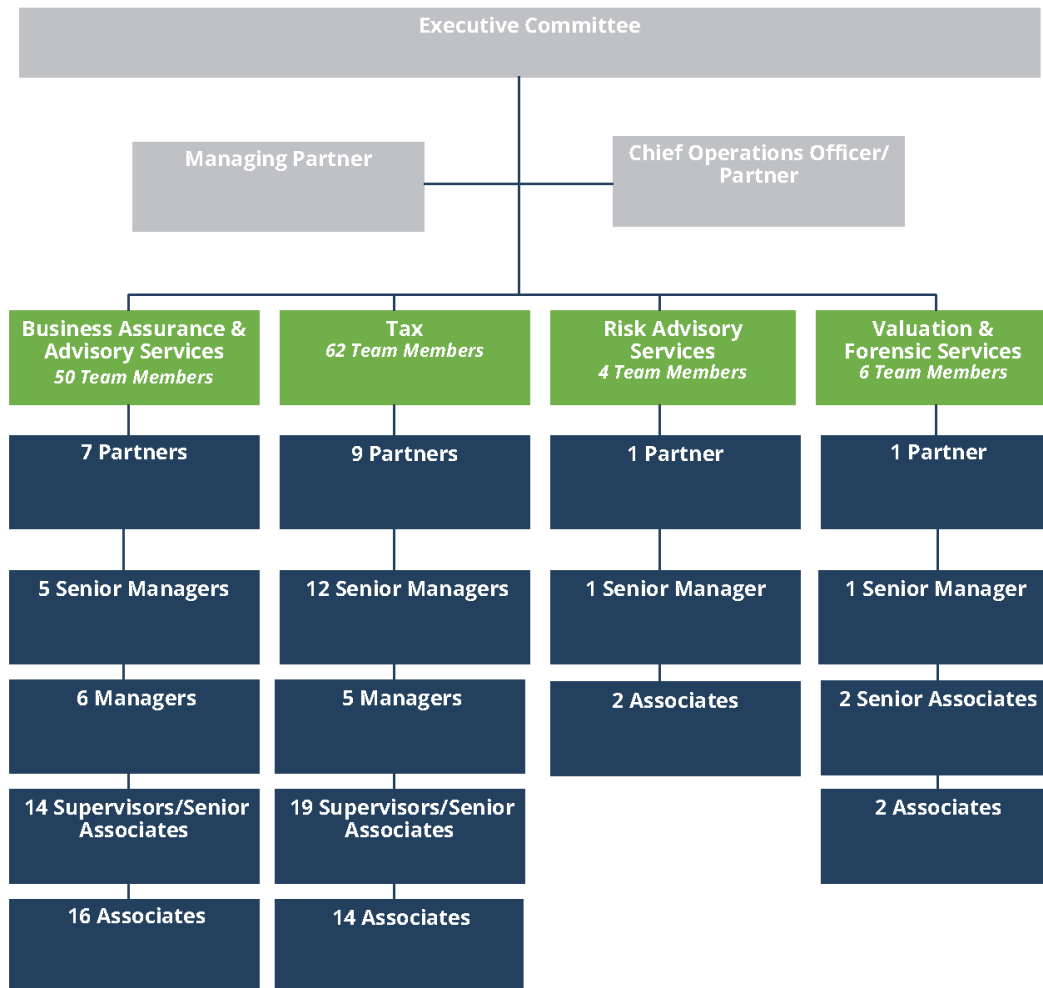 Executive Committee
Managing Partner
Chief Operations Officer/
Partner
Business Assurance &
Advisory Services
50 Team Members
Tax
62 Team Members
Risk Advisory
Services
4 Team Members
Valuation &
Forensic Services
6 Team Members
7 Partners
9 Partners
1 Partner
1 Partner
5 Senior Managers
12 Senior Managers
1 Senior Manager
1 Senior Manager
6 Managers
5 Managers
2 Associates
2 Senior Associates
14 Supervisors/Senior
Associates
19 Supervisors/Senior
Associates
2 Associates
16 Associates
14 Associates